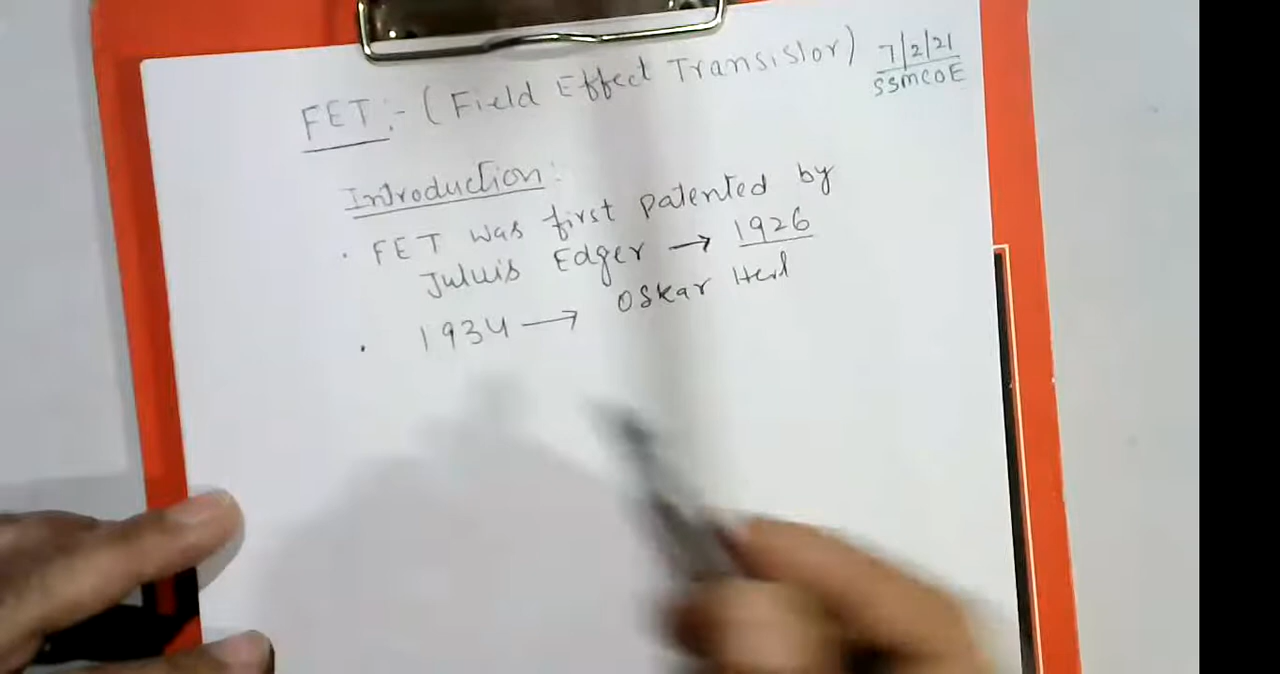 FET :- (Field Effect Transistor)
7/2/21
SSMCOE
Introduction:
. FET was first patented by
Juluis Edger → 1926
. 1934 → Oskar Heil